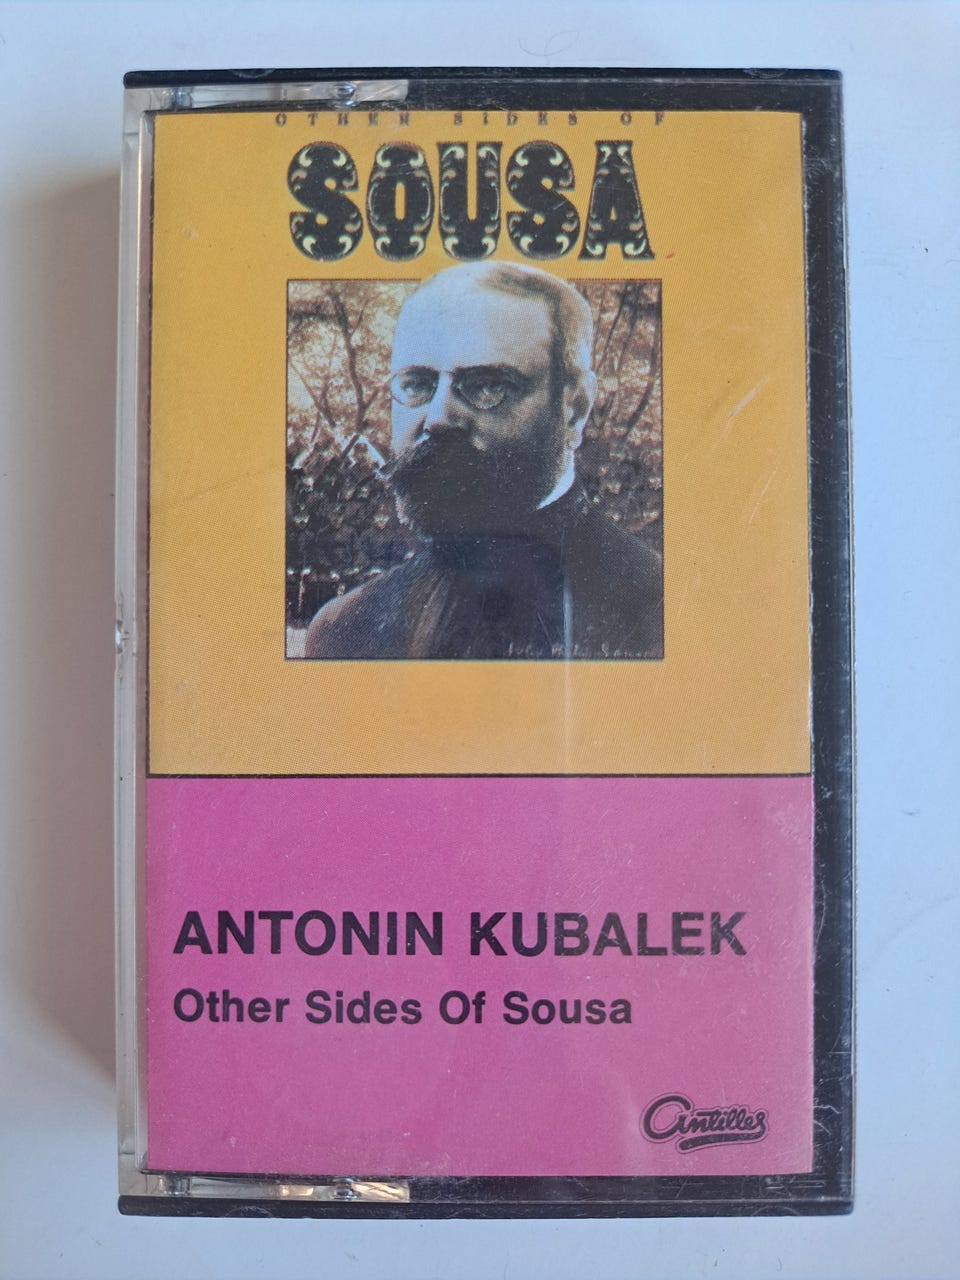 OTHER SIDES OF
SOUSA
ANTONIN KUBALEK
Other Sides Of Sousa
Antilles